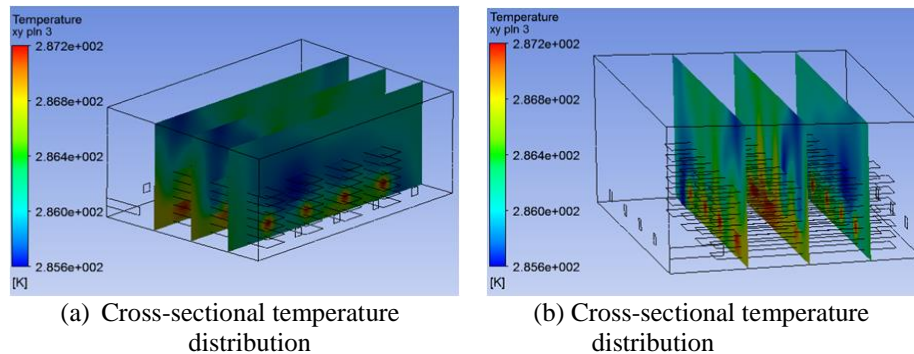 Temperature
xy pln 3
2.872e+002
2.868e+002
2.864e+002
2.860e+002
2.856e+002
[K]
(a) Cross-sectional temperature
distribution
Temperature
xy pln 3
2.872e+002
2.868e+002
2.864e+002
2.860e+002
2.856e+002
[K]
(b) Cross-sectional temperature
distribution